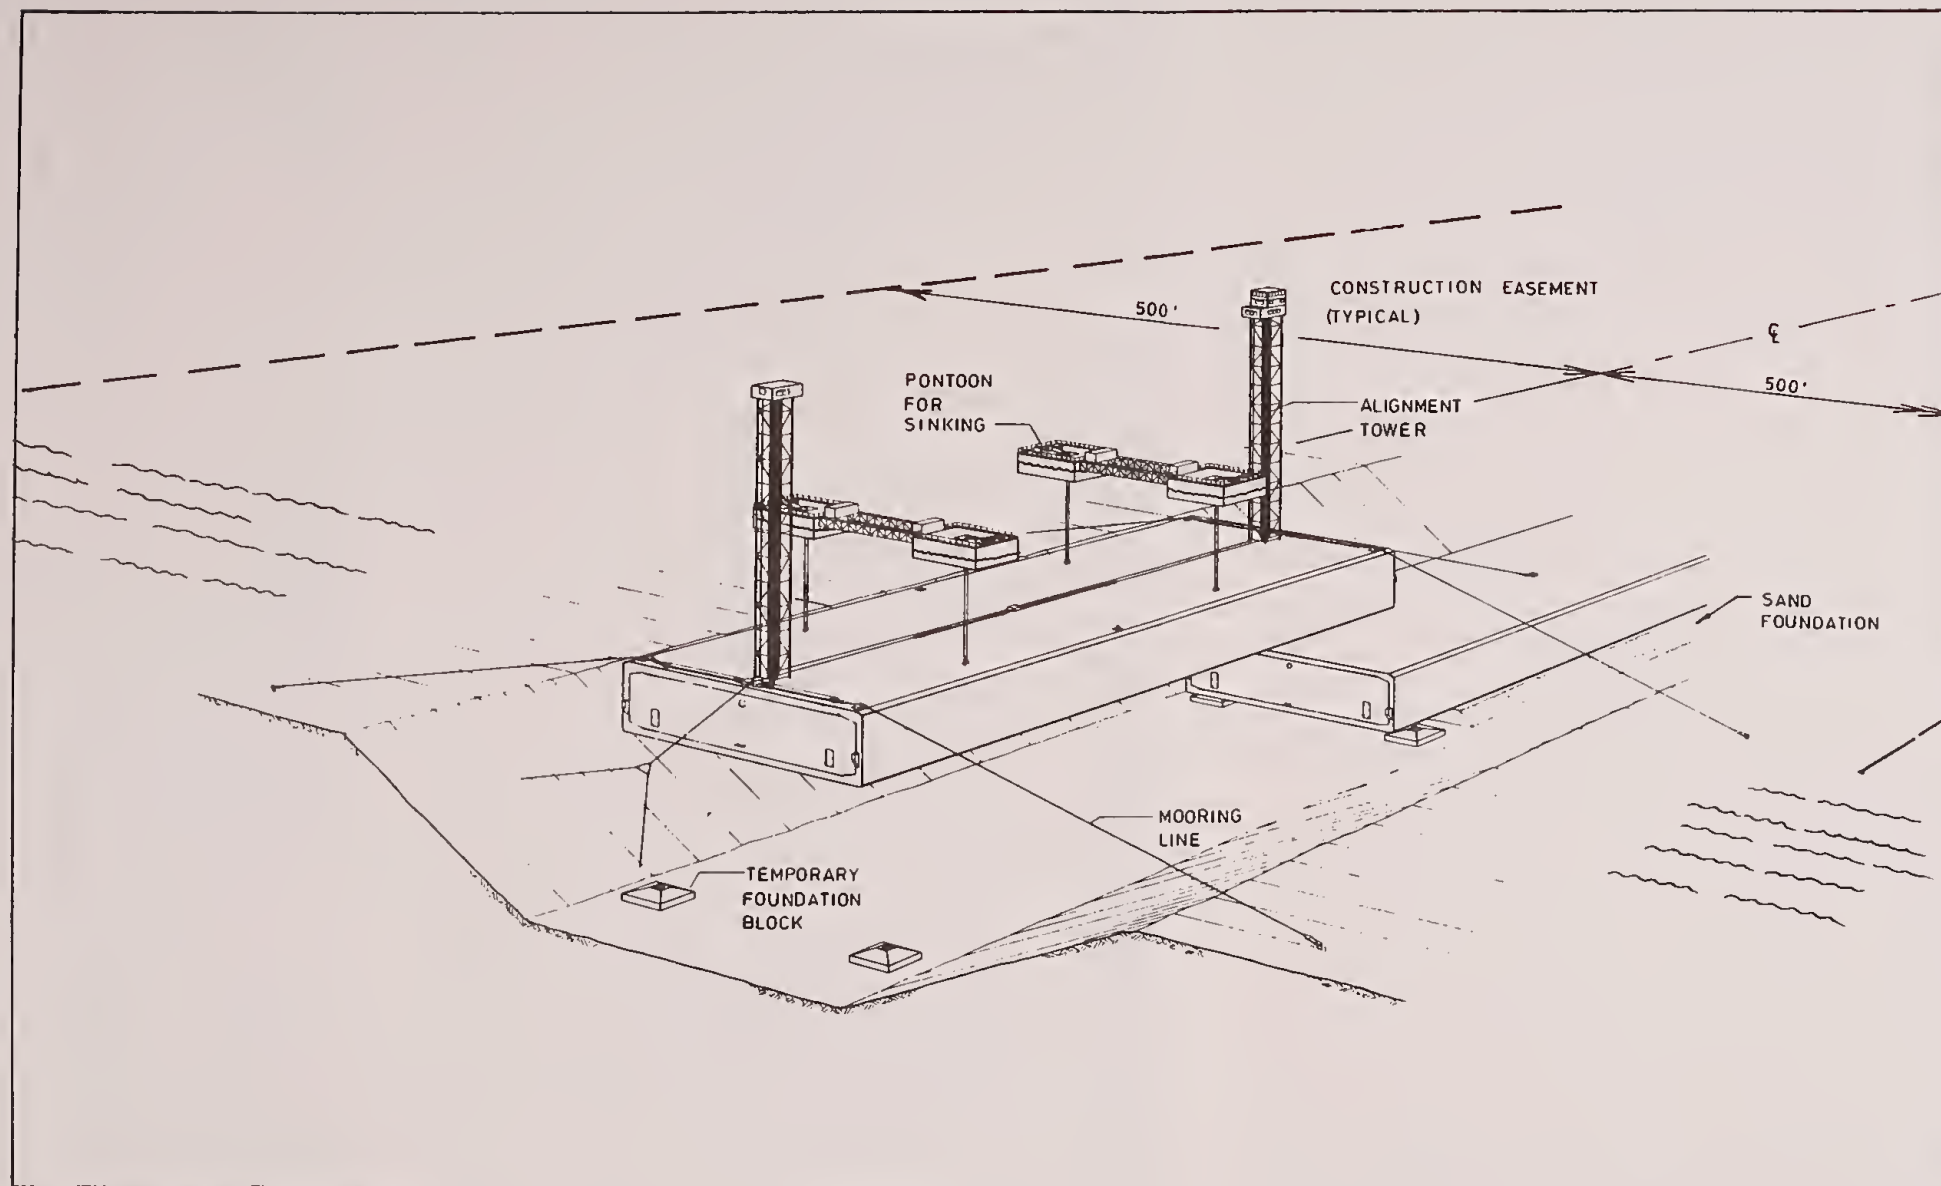 500'
CONSTRUCTION EASEMENT
(TYPICAL)
℄
500'
PONTOON
FOR
SINKING
ALIGNMENT
TOWER
SAND
FOUNDATION
MOORING
LINE
TEMPORARY
FOUNDATION
BLOCK